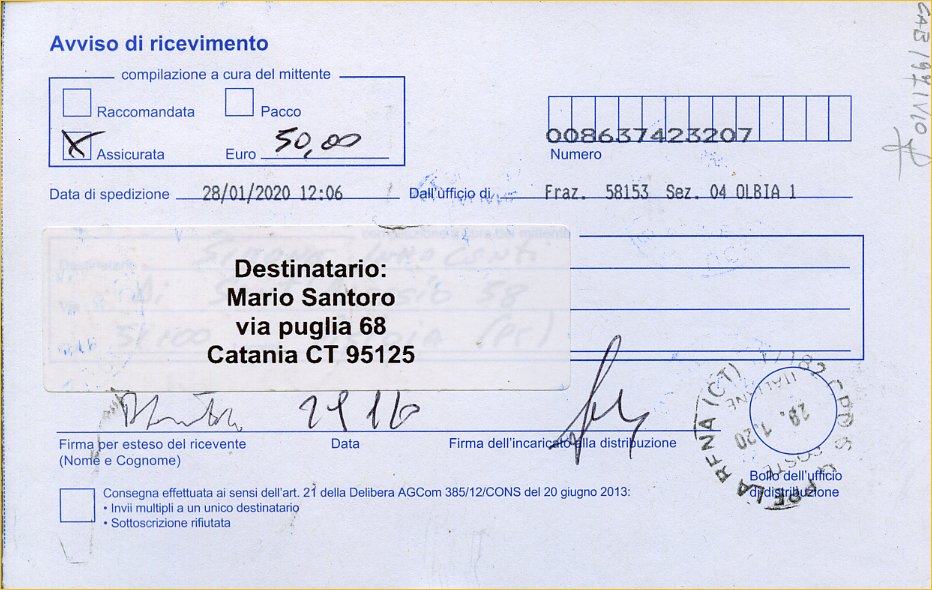 Avviso di ricevimento
compilazione a cura del mittente
Raccomandata
Pacco
Assicurata
Euro 50,00
008637423207
Numero
Data di spedizione 28/01/2020 12:06
Dall'ufficio di Fraz. 58153 Sez. 04 OLBIA 1
Destinatario:
Mario Santoro
via puglia 68
Catania CT 95125
Firma per esteso del ricevente
(Nome e Cognome)
Data
Firma dell'incaricato alla distribuzione
Bollo dell'ufficio
di distribuzione
Consegna effettuata ai sensi dell'art. 21 della Delibera AGCom 385/12/CONS del 20 giugno 2013:
• Invii multipli a un unico destinatario
• Sottoscrizione rifiutata